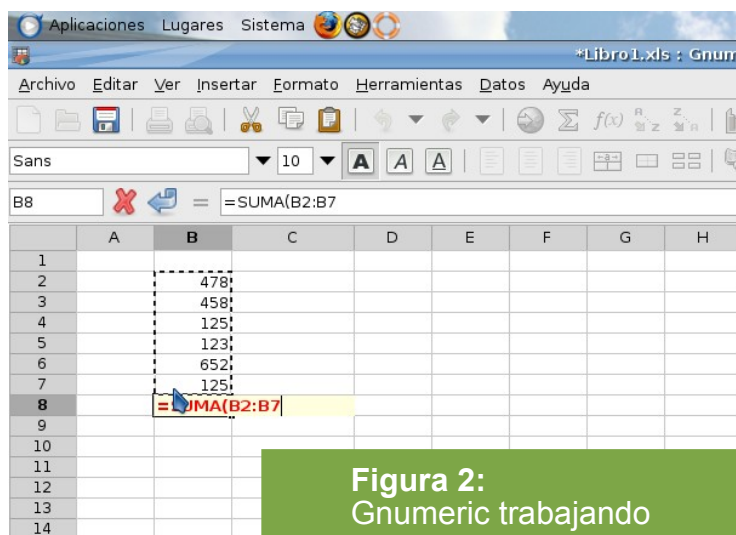 Aplicaciones Lugares Sistema
*Libro1.xls : Gnum
Archivo Editar Ver Insertar Formato Herramientas Datos Ayuda
f(x)
Sans 10 A A A
B8 = =SUMA(B2:B7
A B C D E F G H
1
2 478
3 458
4 125
5 123
6 652
7 125
8 =SUMA(B2:B7
9
10
11
12
13
14
Figura 2:
Gnumeric trabajando